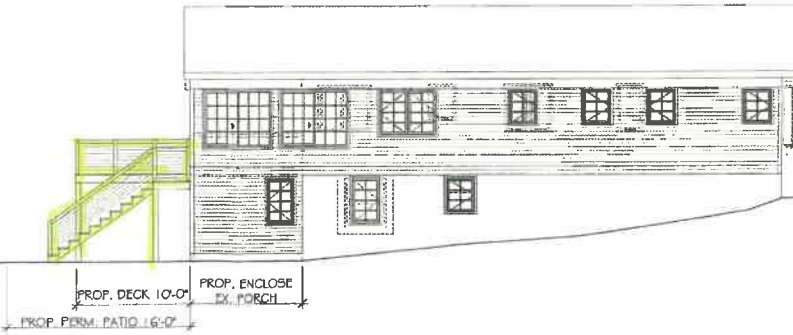 PROP. DECK 10'-0"
PROP. ENCLOSE
EX. PORCH
PROP. PERM. PATIO 16'-0"